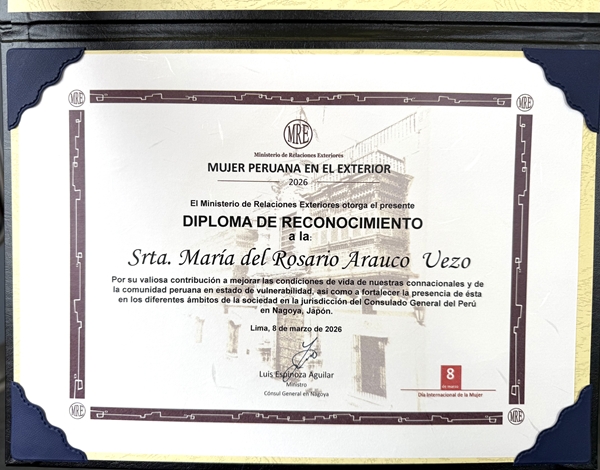 MRE
MRE
MRE
Ministerio de Relaciones Exteriores
MUJER PERUANA EN EL EXTERIOR
2026
El Ministerio de Relaciones Exteriores otorga el presente
DIPLOMA DE RECONOCIMIENTO
a la:
Srta. María del Rosario Arauco Uezo
Por su valiosa contribución a mejorar las condiciones de vida de nuestras connacionales y de
la comunidad peruana en estado de vulnerabilidad, así como a fortalecer la presencia de ésta
en los diferentes ámbitos de la sociedad en la jurisdicción del Consulado General del Perú
en Nagoya, Japón.
Lima, 8 de marzo de 2026
Luis Espinoza Aguilar
Ministro
Cónsul General en Nagoya
8
de marzo
Día Internacional de la Mujer
MRE
MRE